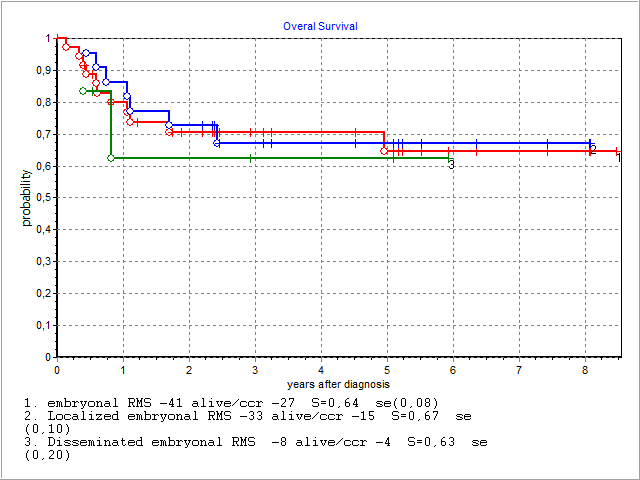 Overal Survival
1
0,9
0,8
0,7
0,6
0,5
0,4
0,3
0,2
0,1
0
probability
0 1 2 3 4 5 6 7 8
years after diagnosis
1
2
3
1. embryonal RMS -41 alive/ccr -27 S=0,64 se(0,08)
2. Localized embryonal RMS -33 alive/ccr -15 S=0,67 se
(0,10)
3. Disseminated embryonal RMS -8 alive/ccr -4 S=0,63 se
(0,20)